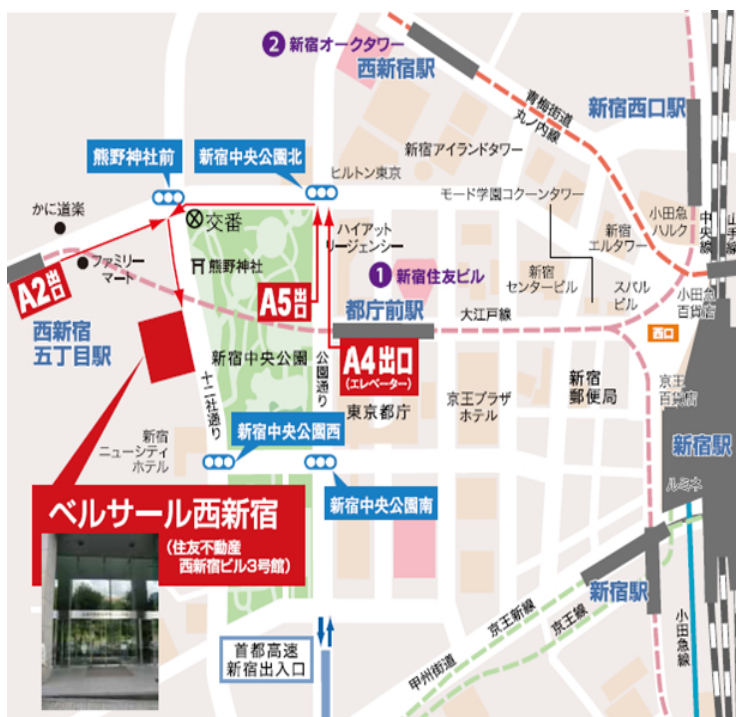 ❷新宿オークタワー
西新宿駅
青梅街道
丸ノ内線
新宿西口駅
熊野神社前
新宿中央公園北
ヒルトン東京
新宿アイランドタワー
モード学園コクーンタワー
かに道楽
交番
ハイアット
リージェンシー
新宿
エルタワー
小田急
ハルク
中央線
山手線
ファミリー
マート
熊野神社
A2出口
A5出口
❶新宿住友ビル
新宿
センタービル
スバル
ビル
小田急
百貨店
西新宿
五丁目駅
都庁前駅
大江戸線
西口
A4出口
(エレベーター)
新宿中央公園
公園通り
十二社通り
東京都庁
京王プラザ
ホテル
新宿
郵便局
京王
百貨店
新宿駅
新宿
ニューシティ
ホテル
新宿中央公園西
新宿中央公園南
ルミネ
ベルサール西新宿
(住友不動産
西新宿ビル3号館)
新宿駅
京王新線
京王線
甲州街道
小田急線
首都高速
新宿出入口